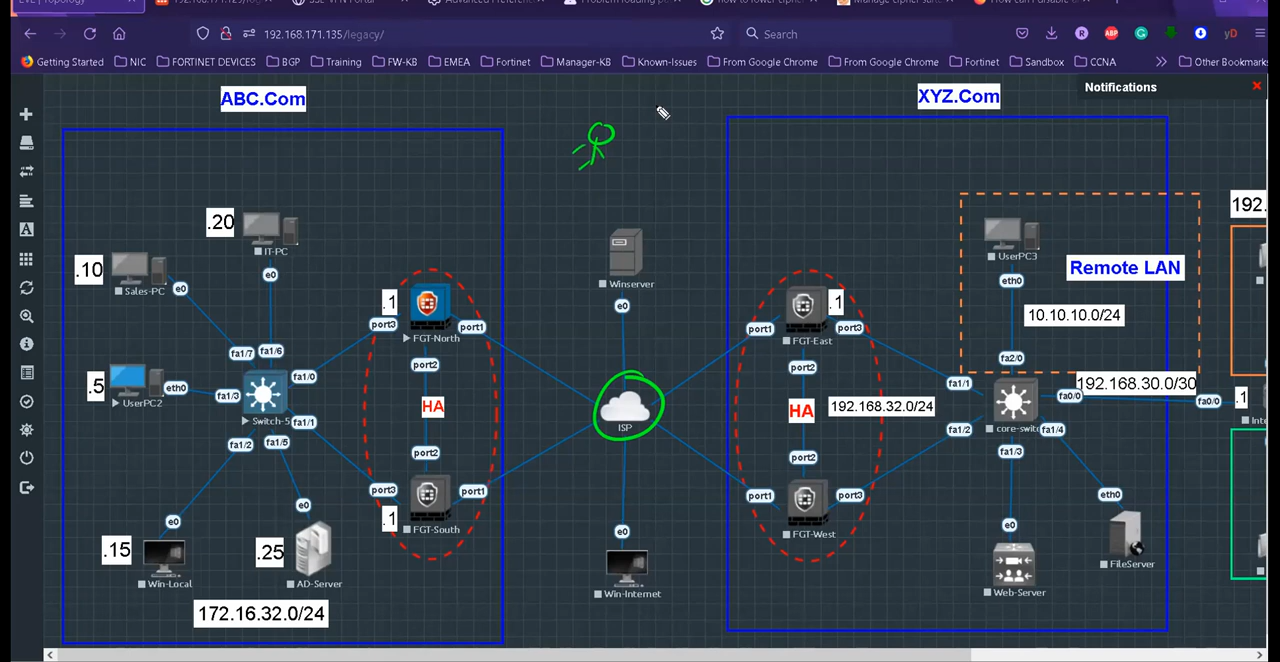 SSL-VPN Portal
192.168.171.135/legacy/
Search
Getting Started
NIC
FORTINET DEVICES
BGP
Training
FW-KB
EMEA
Fortinet
Manager-KB
Known-Issues
From Google Chrome
From Google Chrome
Fortinet
Sandbox
CCNA
Other Bookmarks
ABC.Com
XYZ.Com
Notifications
.20
IT-PC
e0
.10
Sales-PC
e0
fa1/7
fa1/6
.5
UserPC2
eth0
fa1/3
Switch-5
fa1/0
fa1/1
fa1/2
fa1/5
e0
e0
.15
Win-Local
.25
AD-Server
172.16.32.0/24
.1
port3
port1
FGT-North
port2
HA
port2
port3
port1
.1
FGT-South
Winserver
e0
ISP
e0
Win-Internet
.1
port1
port3
FGT-East
port2
HA
192.168.32.0/24
port2
port1
port3
FGT-West
UserPC3
Remote LAN
eth0
10.10.10.0/24
fa2/0
192.168.30.0/30
fa1/1
fa0/0
fa0/0
.1
fa1/2
fa1/4
fa1/3
e0
eth0
Web-Server
FileServer
192.